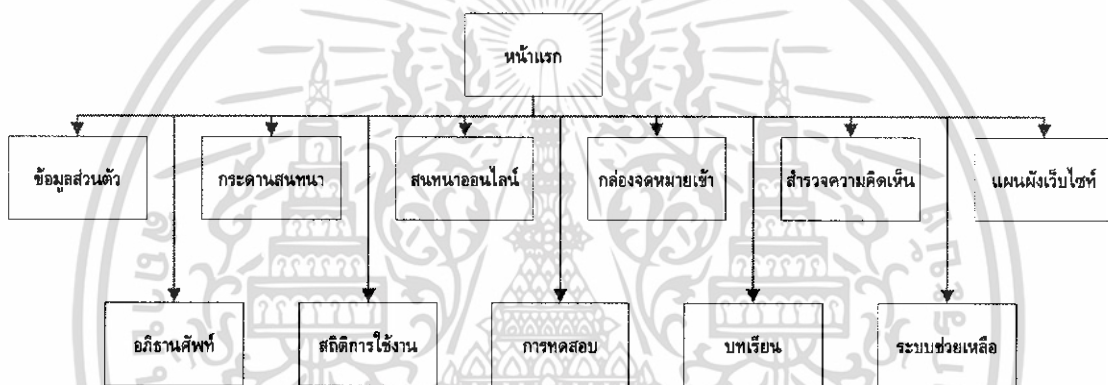 หน้าแรก
ข้อมูลส่วนตัว
กระดานสนทนา
สนทนาออนไลน์
กล่องจดหมายเข้า
สำรวจความคิดเห็น
แผนผังเว็บไซท์
อภิธานศัพท์
สถิติการใช้งาน
การทดสอบ
บทเรียน
ระบบช่วยเหลือ